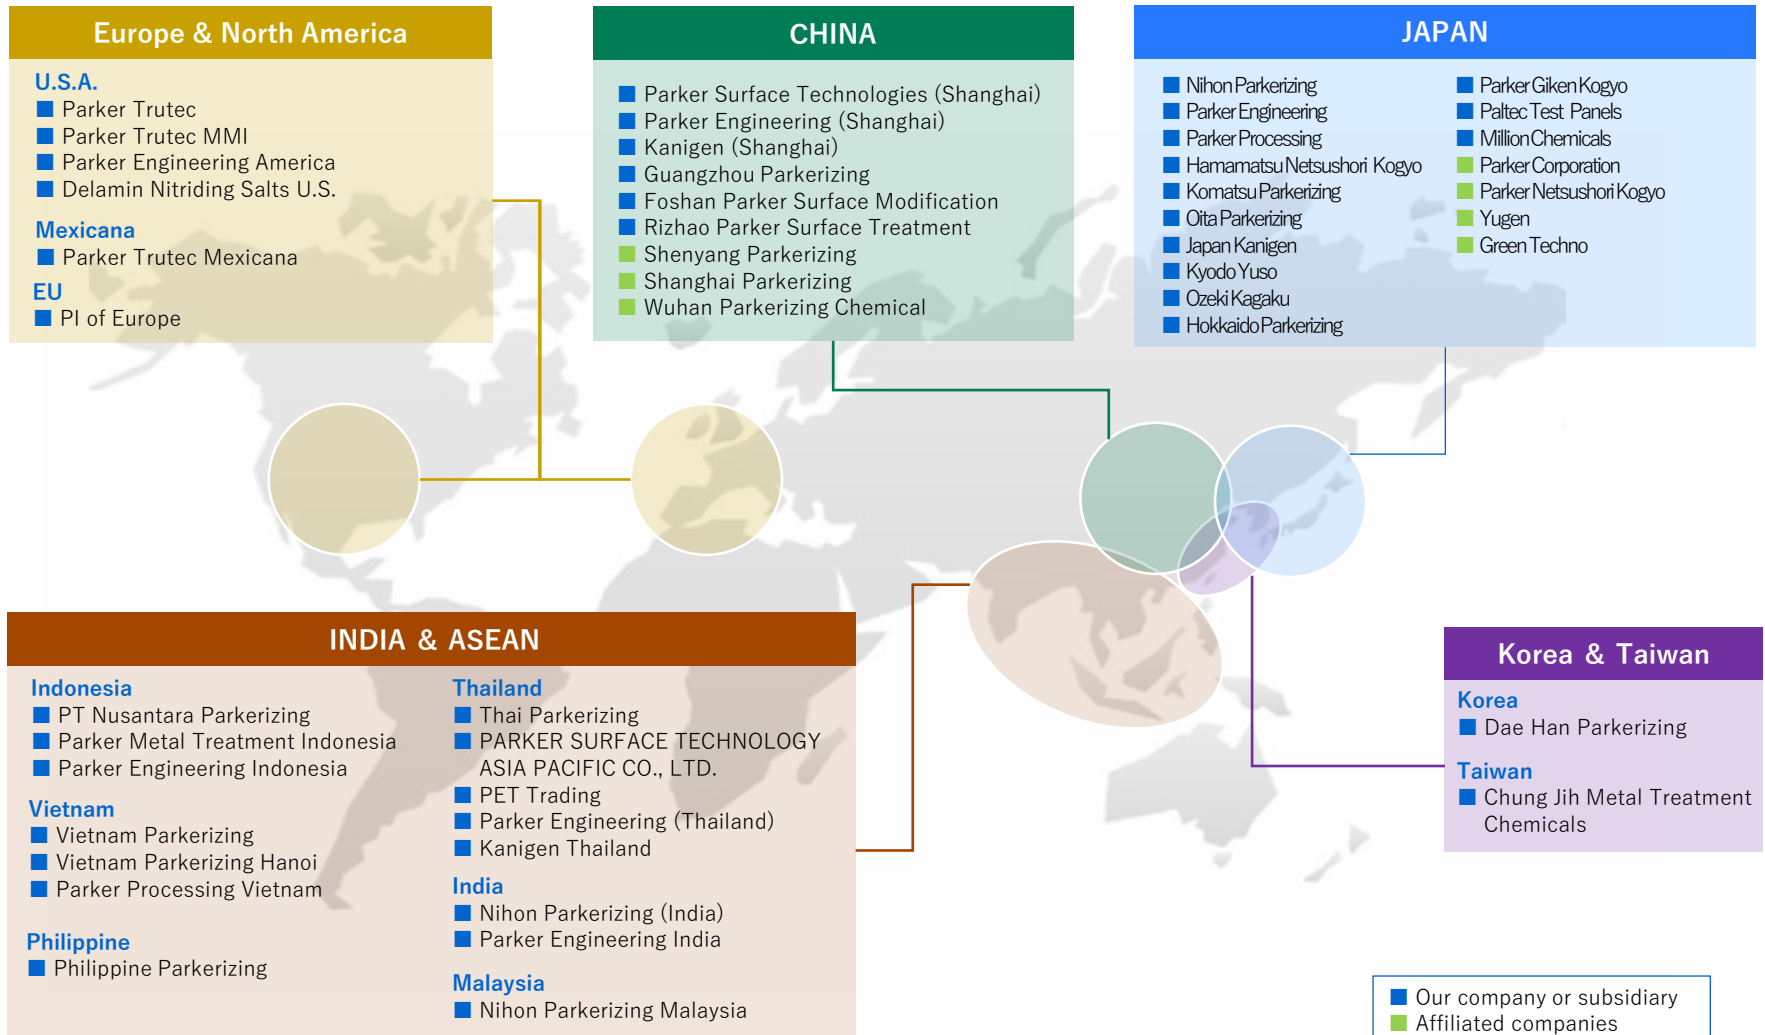 Europe & North America
U.S.A.
Parker Trutec
Parker Trutec MMI
Parker Engineering America
Delamin Nitriding Salts U.S.
Mexicana
Parker Trutec Mexicana
EU
PI of Europe
CHINA
Parker Surface Technologies (Shanghai)
Parker Engineering (Shanghai)
Kanigen (Shanghai)
Guangzhou Parkerizing
Foshan Parker Surface Modification
Rizhao Parker Surface Treatment
Shenyang Parkerizing
Shanghai Parkerizing
Wuhan Parkerizing Chemical
JAPAN
Nihon Parkerizing
Parker Engineering
Parker Processing
Hamamatsu Netsushori Kogyo
Komatsu Parkerizing
Oita Parkerizing
Japan Kanigen
Kyodo Yuso
Ozeki Kagaku
Hokkaido Parkerizing
Parker Giken Kogyo
Paltec Test Panels
Million Chemicals
Parker Corporation
Parker Netsushori Kogyo
Yugen
Green Techno
INDIA & ASEAN
Indonesia
PT Nusantara Parkerizing
Parker Metal Treatment Indonesia
Parker Engineering Indonesia
Vietnam
Vietnam Parkerizing
Vietnam Parkerizing Hanoi
Parker Processing Vietnam
Philippine
Philippine Parkerizing
Thailand
Thai Parkerizing
PARKER SURFACE TECHNOLOGY
ASIA PACIFIC CO., LTD.
PET Trading
Parker Engineering (Thailand)
Kanigen Thailand
India
Nihon Parkerizing (India)
Parker Engineering India
Malaysia
Nihon Parkerizing Malaysia
Korea & Taiwan
Korea
Dae Han Parkerizing
Taiwan
Chung Jih Metal Treatment
Chemicals
Our company or subsidiary
Affiliated companies